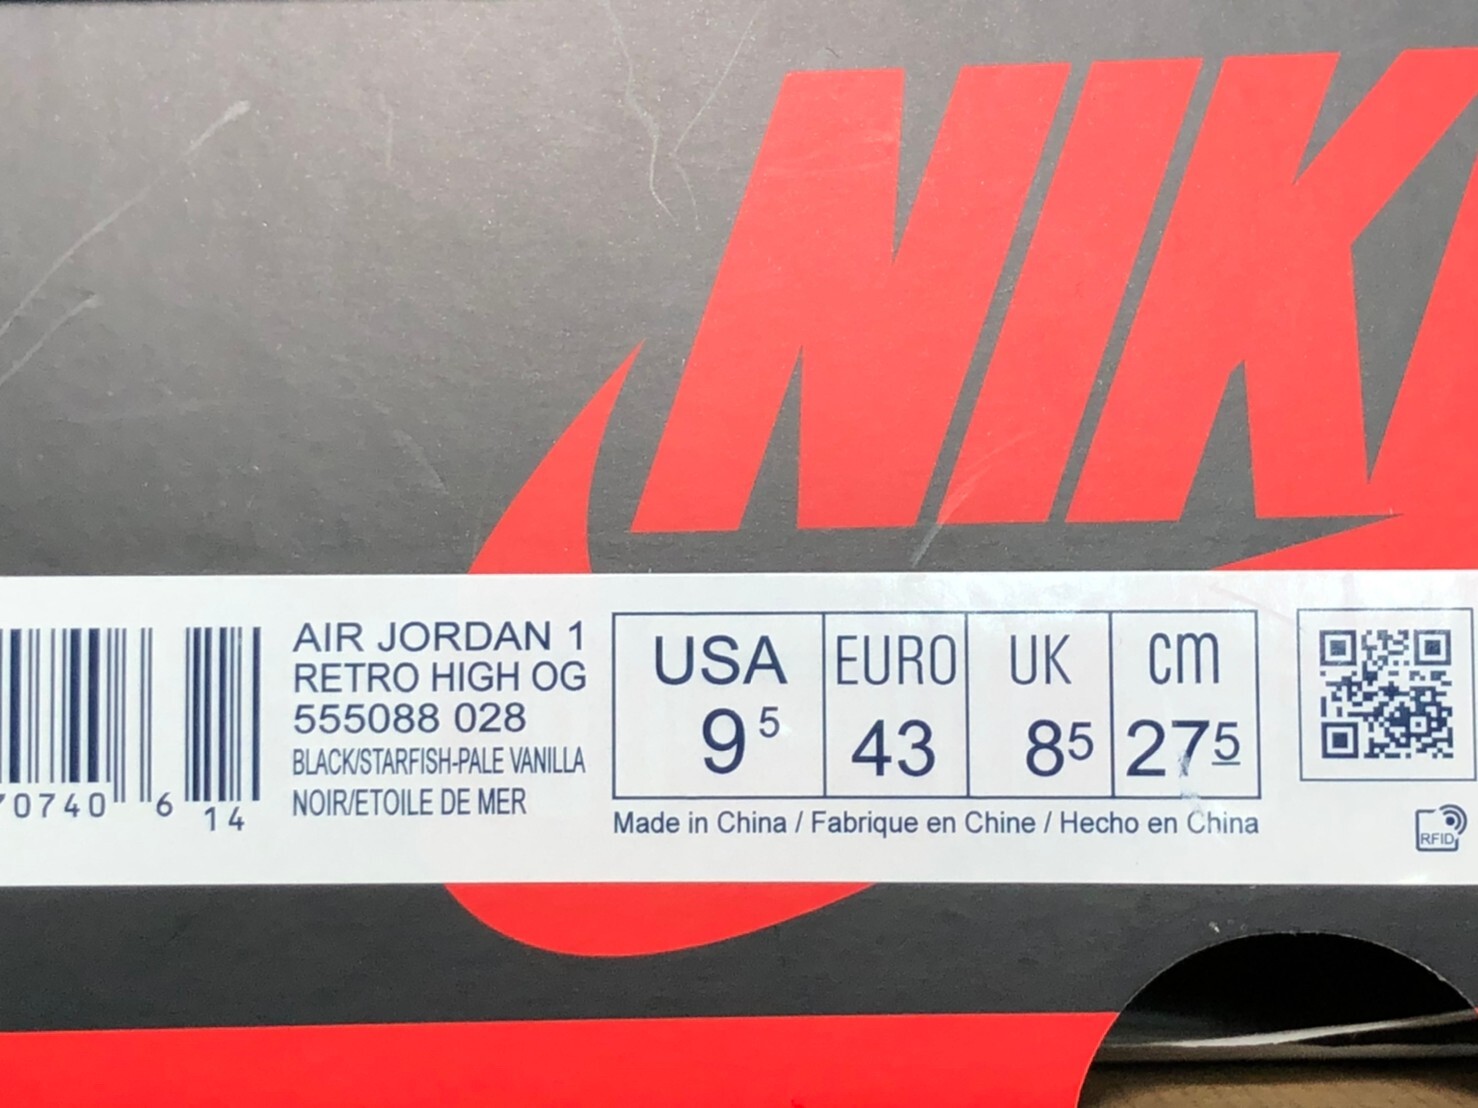 NIK
AIR JORDAN 1
RETRO HIGH OG
555088 028
BLACK/STARFISH-PALE VANILLA
NOIR/ETOILE DE MER
USA EURO UK CM
9 5 43 8 5 27 5
Made in China / Fabrique en Chine / Hecho en China
0740 6 14
RFID